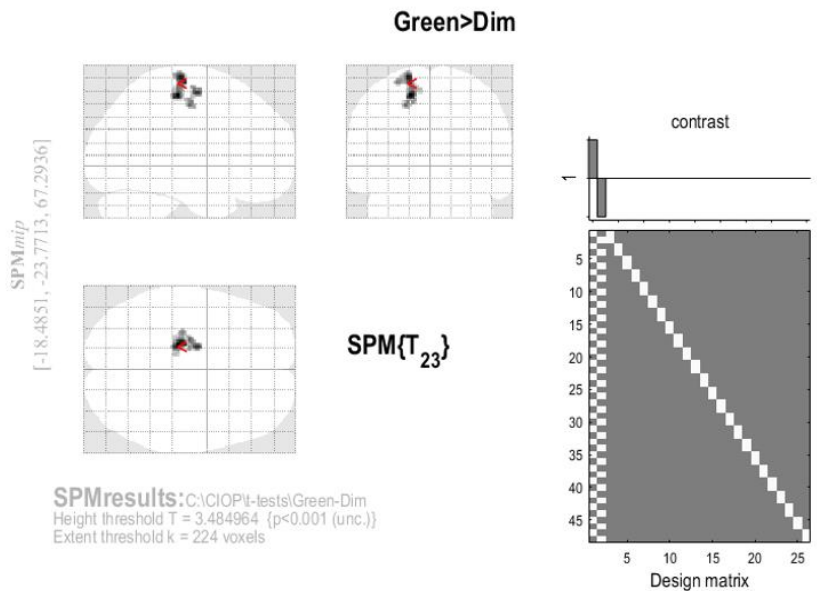 Green>Dim
SPMmip
[-18.4851, -23.7713, 67.2936]
SPM{T23}
SPMresults: C:\CIOP\t-tests\Green-Dim
Height threshold T = 3.484964 {p<0.001 (unc.)}
Extent threshold k = 224 voxels
contrast
1
5
10
15
20
25
30
35
40
45
5 10 15 20 25
Design matrix